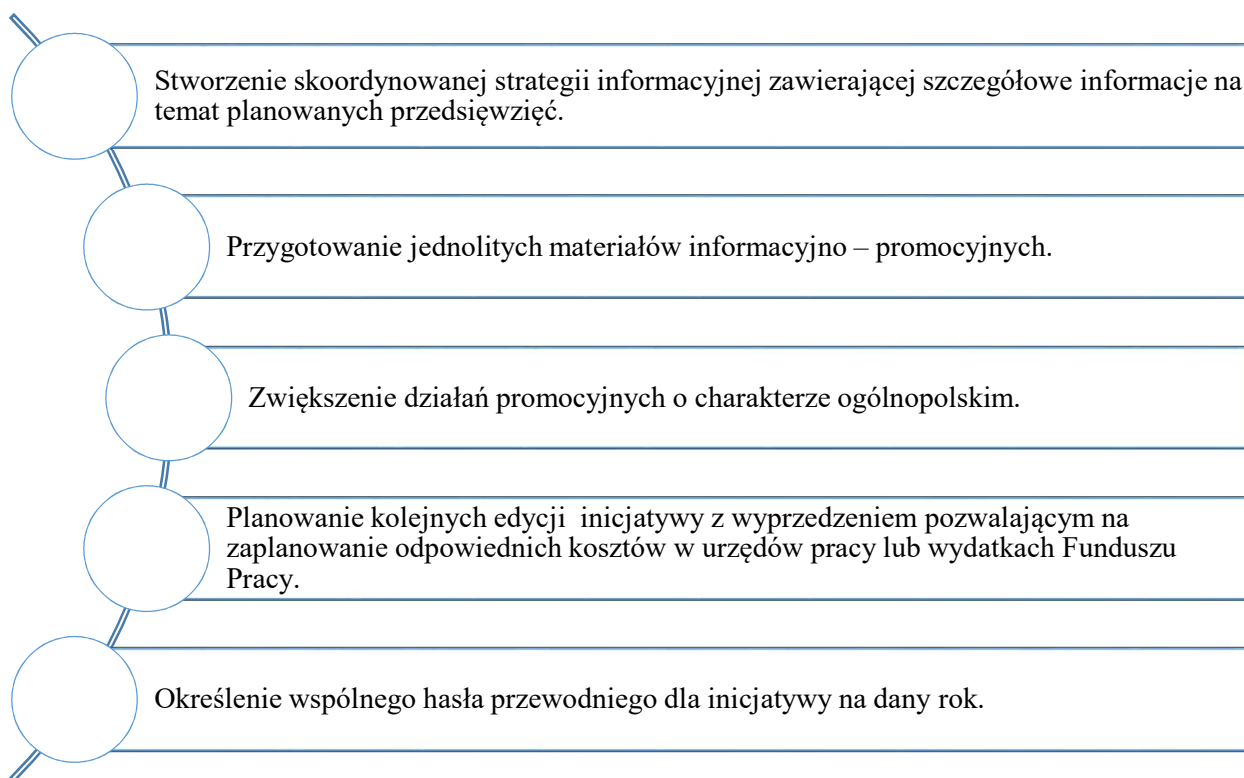 Stworzenie skoordynowanej strategii informacyjnej zawierającej szczegółowe informacje na
temat planowanych przedsięwzięć.
Przygotowanie jednolitych materiałów informacyjno – promocyjnych.
Zwiększenie działań promocyjnych o charakterze ogólnopolskim.
Planowanie kolejnych edycji  inicjatywy z wyprzedzeniem pozwalającym na
zaplanowanie odpowiednich kosztów w urzędów pracy lub wydatkach Funduszu
Pracy.
Określenie wspólnego hasła przewodniego dla inicjatywy na dany rok.